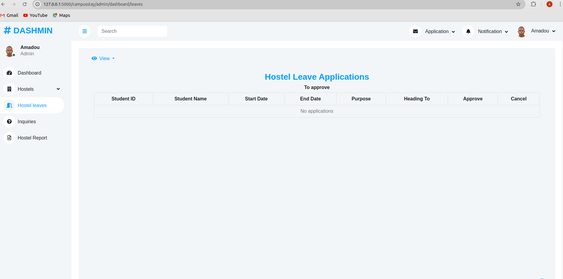 127.0.0.1:5000/campusstay/admin/dashboard/leaves
Gmail YouTube Maps
DASHMIN
Search
Application
Notification
Amadou
Amadou
Admin
Dashboard
Hostels
Hostel leaves
Inquiries
Hostel Report
View
Hostel Leave Applications
To approve
Student ID Student Name Start Date End Date Purpose Heading To Approve Cancel
No applications